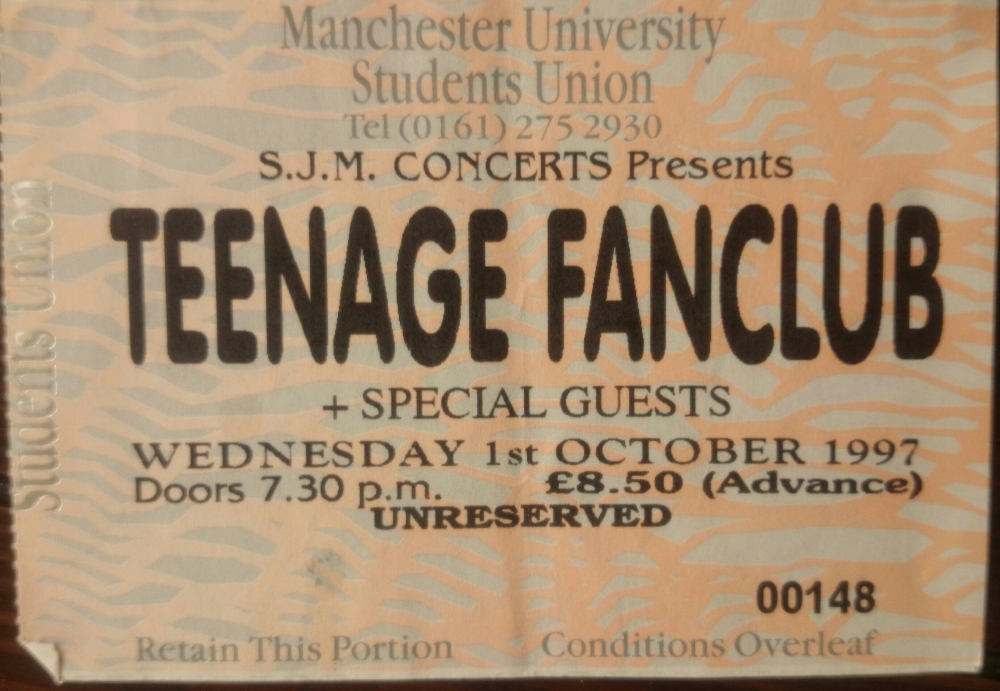 Manchester University
Students Union
Tel (0161) 275 2930
S.J.M. CONCERTS Presents
TEENAGE FANCLUB
+ SPECIAL GUESTS
WEDNESDAY 1st OCTOBER 1997
Doors 7.30 p.m. £8.50 (Advance)
UNRESERVED
00148
Retain This Portion Conditions Overleaf
Students Union